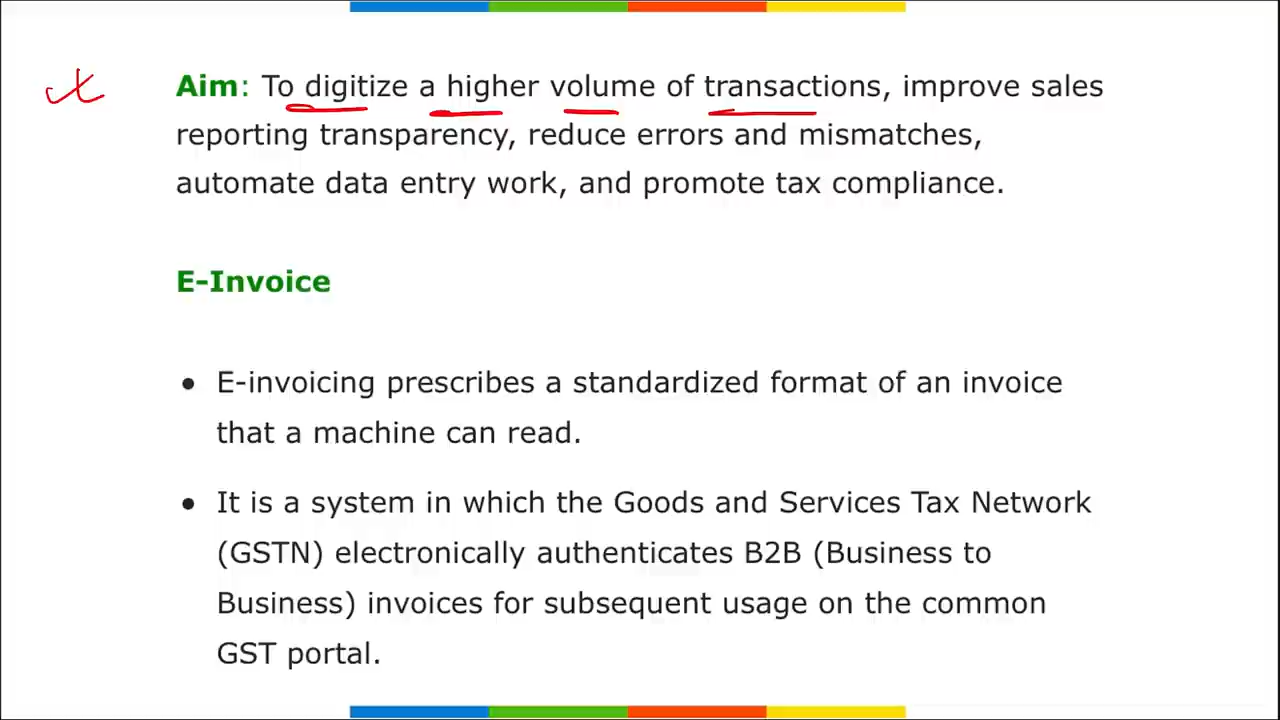 Aim: To digitize a higher volume of transactions, improve sales
reporting transparency, reduce errors and mismatches,
automate data entry work, and promote tax compliance.
E-Invoice
● E-invoicing prescribes a standardized format of an invoice
that a machine can read.
● It is a system in which the Goods and Services Tax Network
(GSTN) electronically authenticates B2B (Business to
Business) invoices for subsequent usage on the common
GST portal.